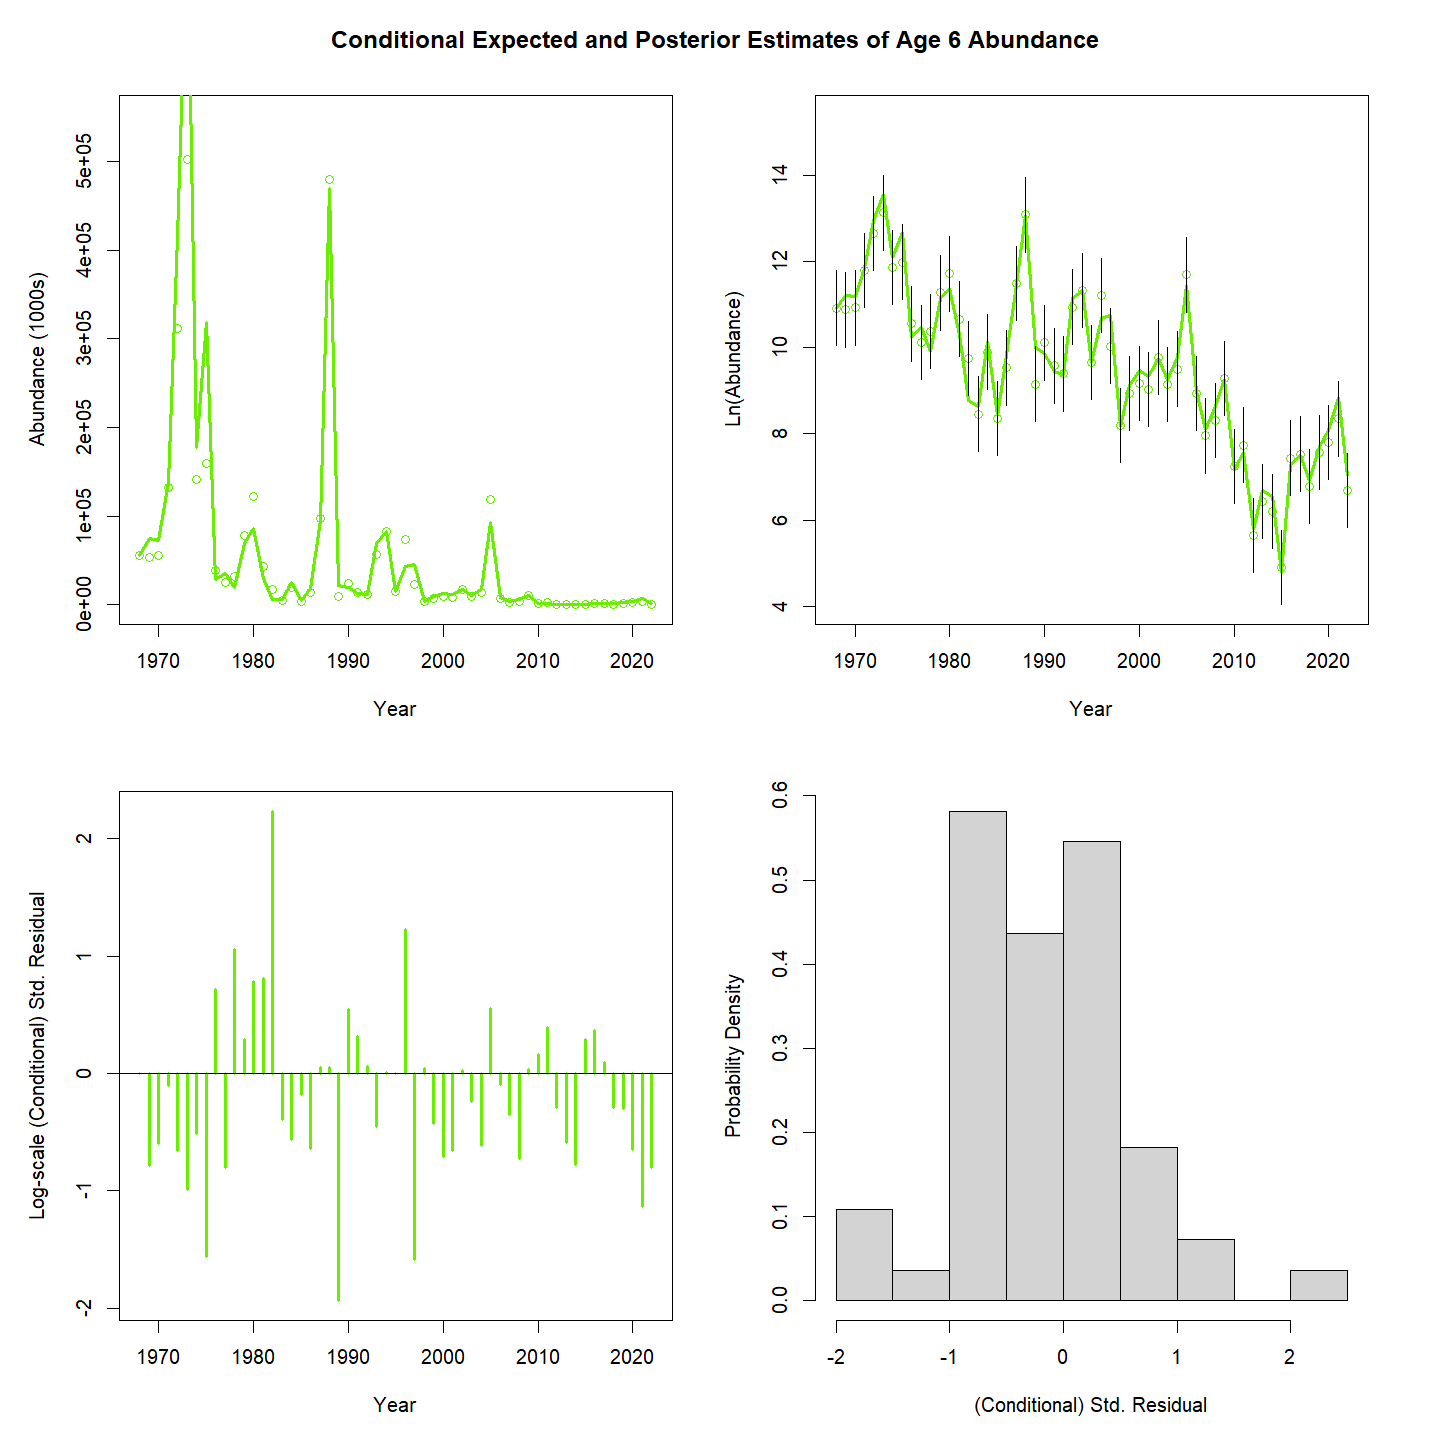 Conditional Expected and Posterior Estimates of Age 6 Abundance
Abundance (1000s)
0e+00 1e+05 2e+05 3e+05 4e+05 5e+05
1970 1980 1990 2000 2010 2020
Year
Ln(Abundance)
4 6 8 10 12 14
1970 1980 1990 2000 2010 2020
Year
Log-scale (Conditional) Std. Residual
-2 -1 0 1 2
1970 1980 1990 2000 2010 2020
Year
Probability Density
0.0 0.1 0.2 0.3 0.4 0.5 0.6
-2 -1 0 1 2
(Conditional) Std. Residual